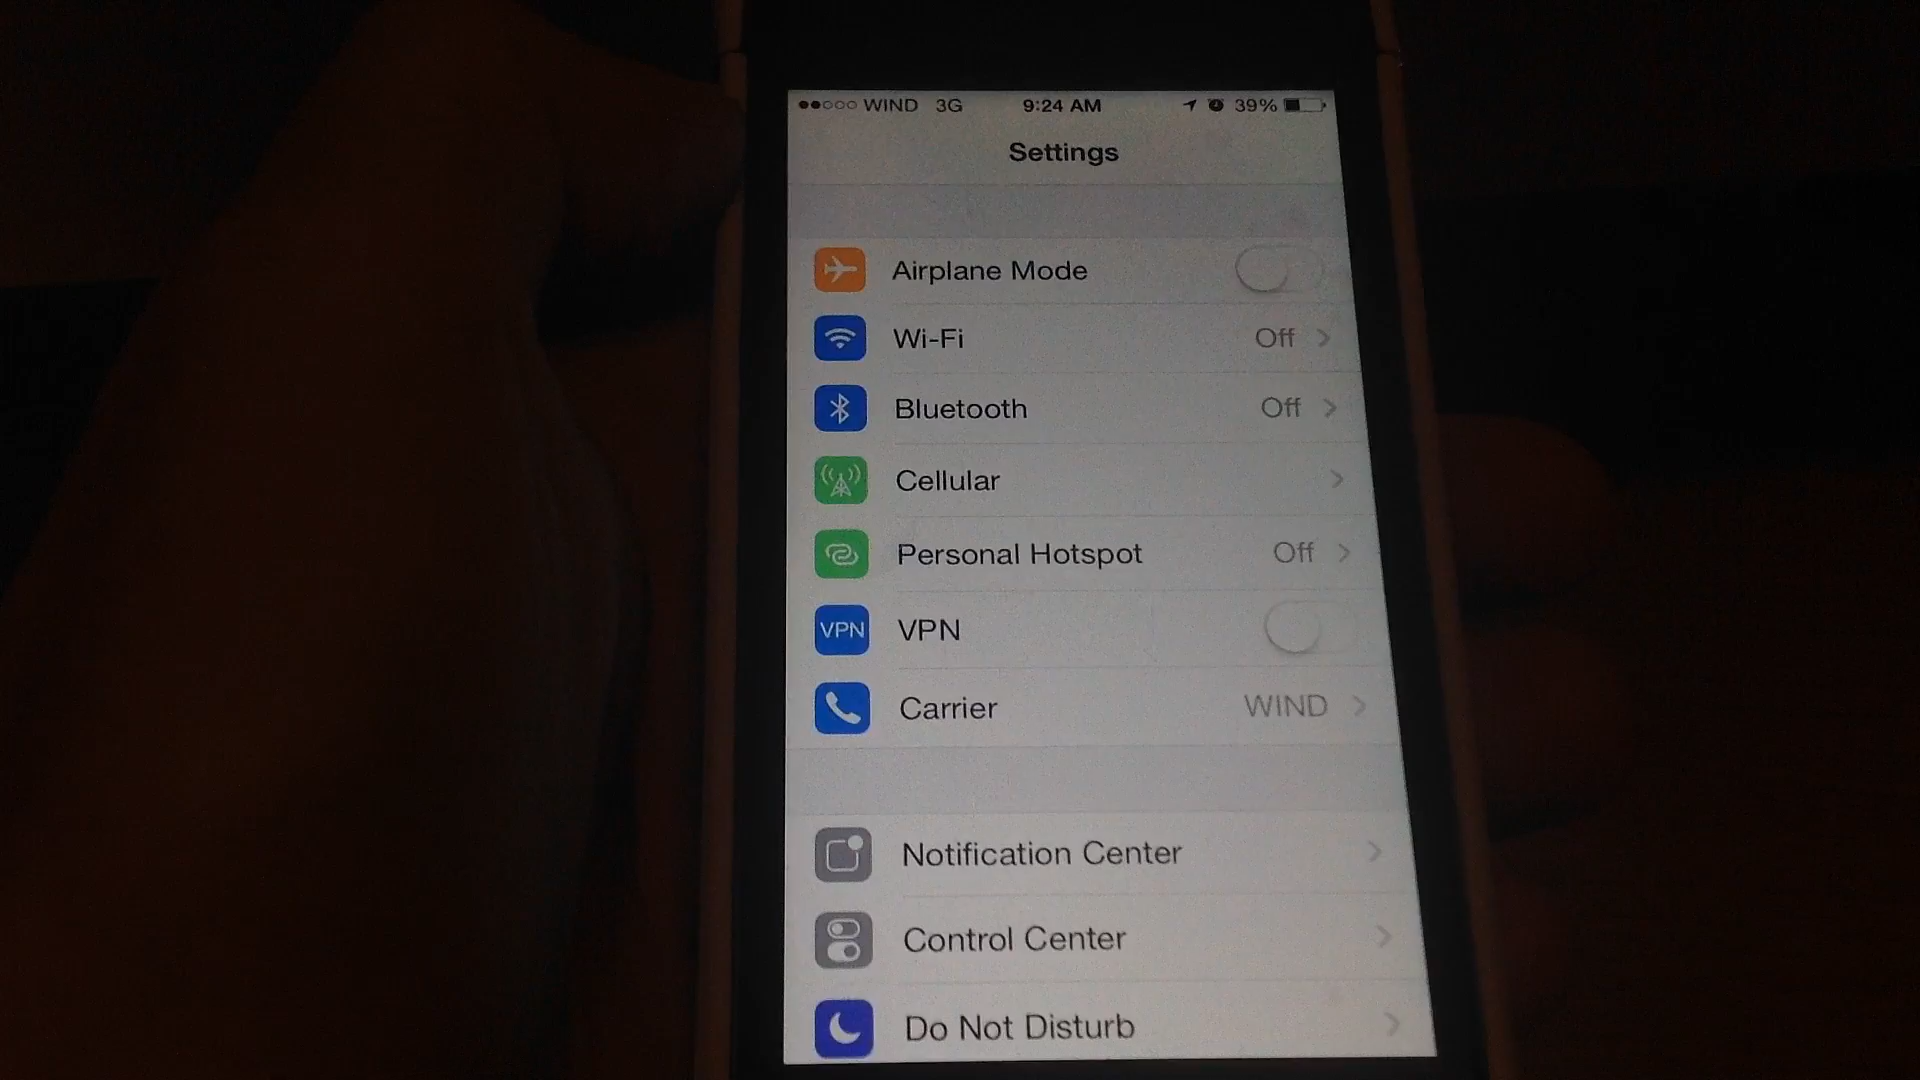 WIND 3G 9:24 AM 39%
Settings
Airplane Mode
Wi-Fi Off
Bluetooth Off
Cellular
Personal Hotspot Off
VPN VPN
Carrier WIND
Notification Center
Control Center
Do Not Disturb